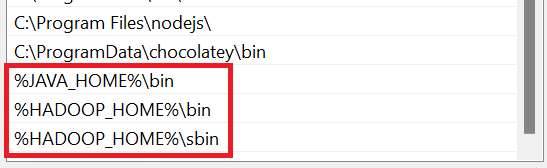 C:\Program Files\nodejs\
C:\ProgramData\chocolatey\bin
%JAVA_HOME%\bin
%HADOOP_HOME%\bin
%HADOOP_HOME%\sbin